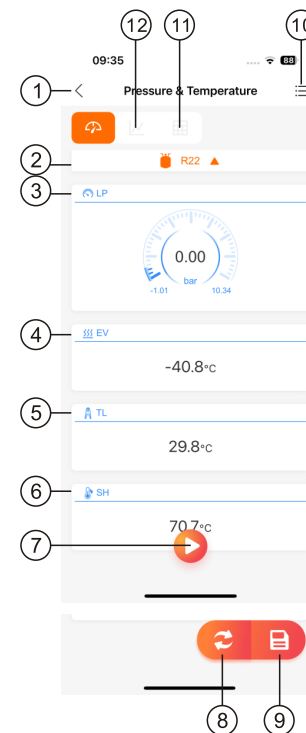 12 11 10
09:35 88
1 Pressure & Temperature
2 R22
3 LP
0.00
bar
-1.01 10.34
4 EV
-40.8°C
5 TL
29.8°C
6 SH
70.7°C
7
8 9